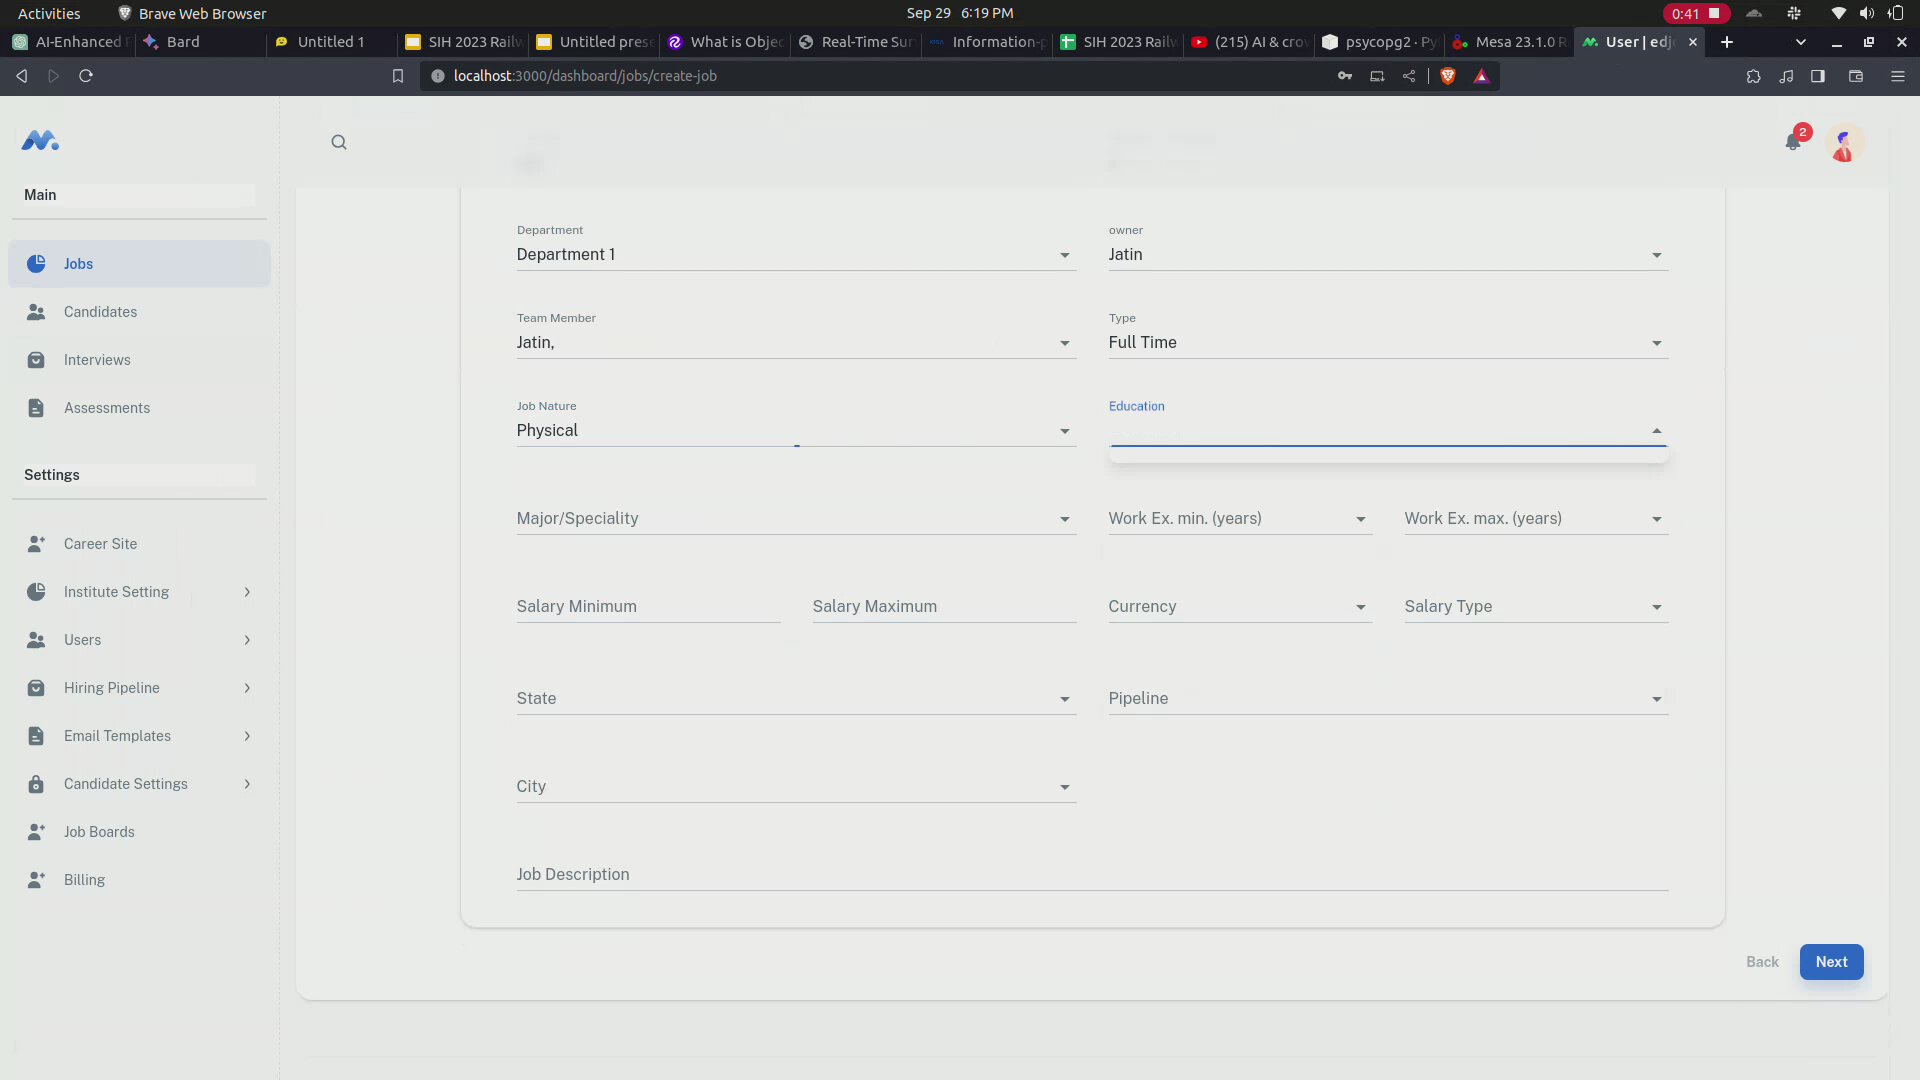 Activities
Brave Web Browser
Sep 29 6:19 PM
0:41
AI-Enhanced
Bard
Untitled 1
SIH 2023 Railw
Untitled prese
What is Objec
Real-Time Sur
Information-p
SIH 2023 Railw
(215) AI & crow
psycopg2 · Py
Mesa 23.1.0 R
User | edjo
localhost:3000/dashboard/jobs/create-job
2
Main
Jobs
Candidates
Interviews
Assessments
Settings
Career Site
Institute Setting
Users
Hiring Pipeline
Email Templates
Candidate Settings
Job Boards
Billing
Department
Department 1
owner
Jatin
Team Member
Jatin,
Type
Full Time
Job Nature
Physical
Education
Major/Speciality
Work Ex. min. (years)
Work Ex. max. (years)
Salary Minimum
Salary Maximum
Currency
Salary Type
State
Pipeline
City
Job Description
Back
Next